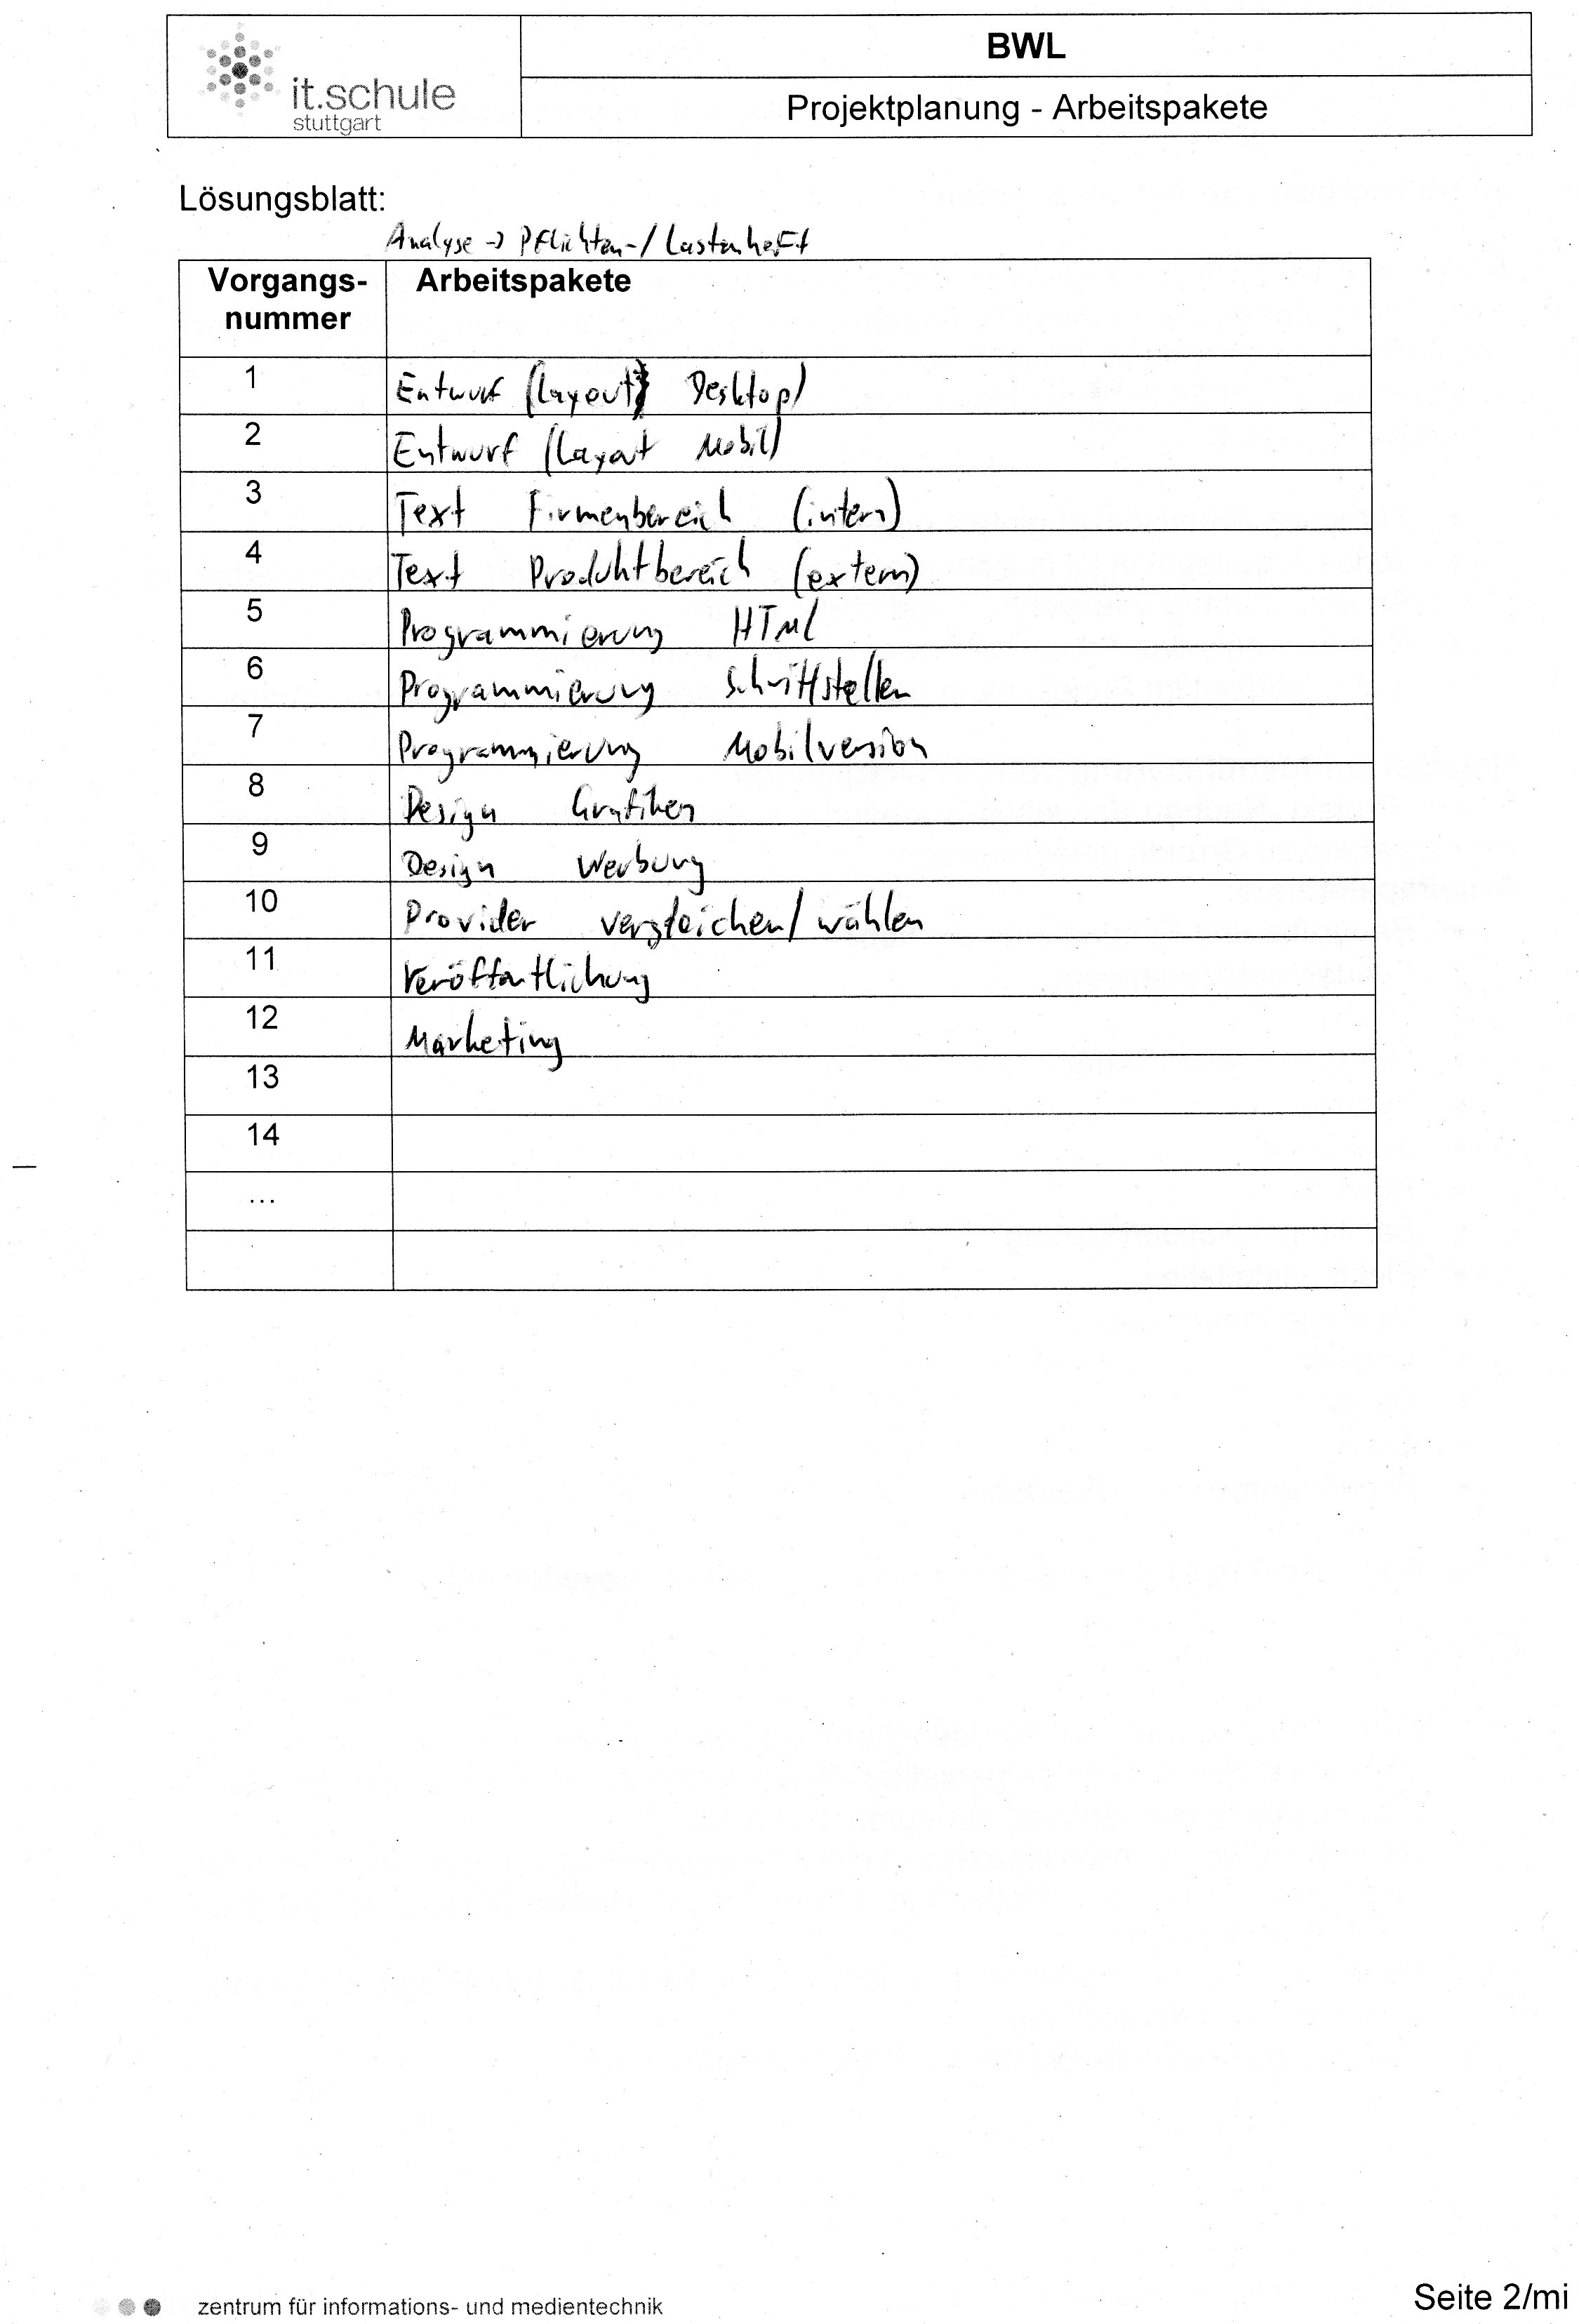 it.schule
stuttgart
BWL
Projektplanung - Arbeitspakete
Lösungsblatt:
Analyse -> Pflichten-/Lastenheft
Vorgangs-nummer Arbeitspakete
1 Entwurf (Layout Desktop)
2 Entwurf (Layout Mobil)
3 Text Firmenbereich (intern)
4 Text Produktbereich (extern)
5 Programmierung HTML
6 Programmierung Schnittstellen
7 Programmierung Mobilversion
8 Design Grafiken
9 Design Werbung
10 Provider vergleichen/wählen
11 Veröffentlichung
12 Marketing
13
14
...
zentrum für informations- und medientechnik
Seite 2/mi